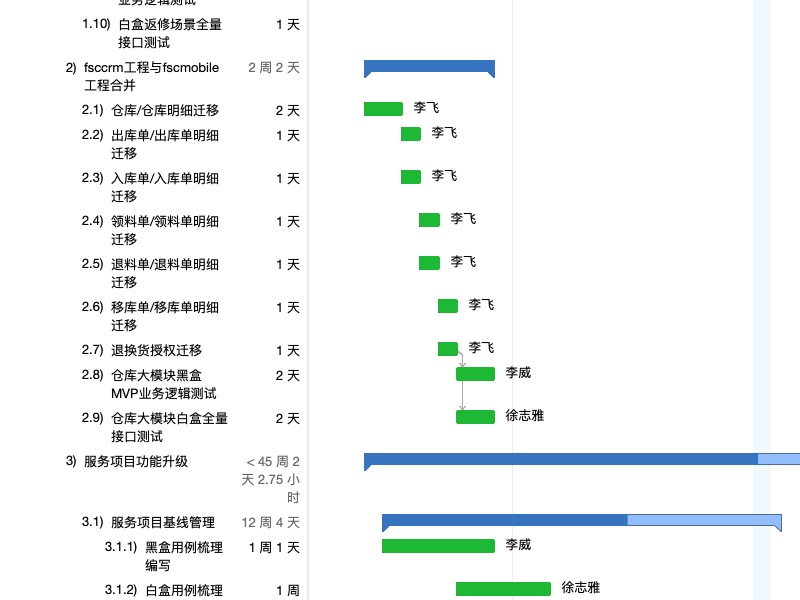 业务逻辑测试
1.10) 白盒返修场景全量 1 天
接口测试
2) fsccrm工程与fscmobile 2 周 2 天
工程合并
2.1) 仓库/仓库明细迁移 2 天 李飞
2.2) 出库单/出库单明细 1 天 李飞
迁移
2.3) 入库单/入库单明细 1 天 李飞
迁移
2.4) 领料单/领料单明细 1 天 李飞
迁移
2.5) 退料单/退料单明细 1 天 李飞
迁移
2.6) 移库单/移库单明细 1 天 李飞
迁移
2.7) 退换货授权迁移 1 天 李飞
2.8) 仓库大模块黑盒 2 天 李威
MVP业务逻辑测试
2.9) 仓库大模块白盒全量 2 天 徐志雅
接口测试
3) 服务项目功能升级 < 45 周 2
天 2.75 小
时
3.1) 服务项目基线管理 12 周 4 天
3.1.1) 黑盒用例梳理 1 周 1 天 李威
编写
3.1.2) 白盒用例梳理 1 周 徐志雅